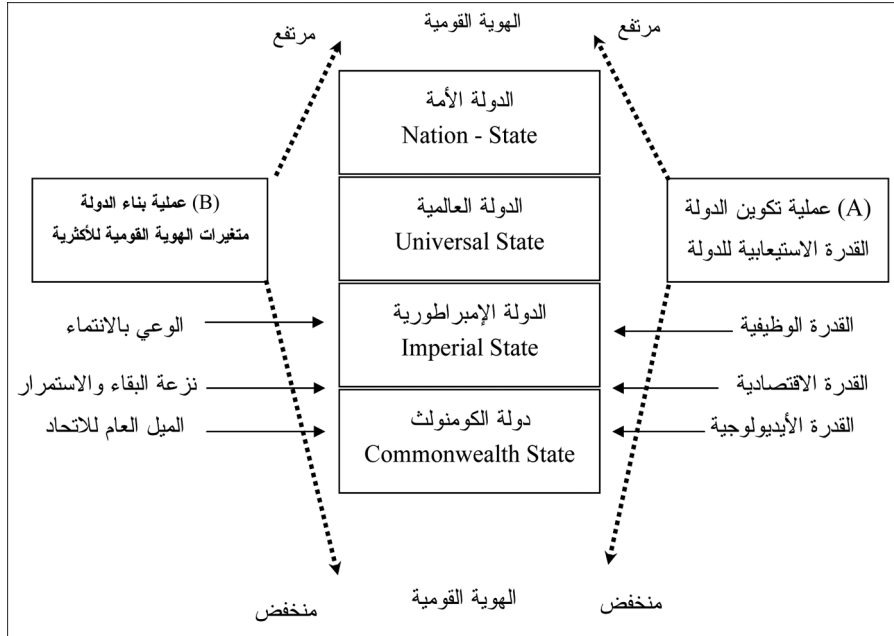 الهوية القومية
مرتفع
مرتفع
الدولة الأمة
Nation - State
(A) عملية تكوين الدولة
القدرة الاستيعابية للدولة
الدولة العالمية
Universal State
(B) عملية بناء الدولة
متغيرات الهوية القومية للأكثرية
القدرة الوظيفية
الدولة الإمبراطورية
Imperial State
الوعي بالانتماء
القدرة الاقتصادية
نزعة البقاء والاستمرار
القدرة الأيديولوجية
دولة الكومنولث
Commonwealth State
الميل العام للاتحاد
منخفض
الهوية القومية
منخفض